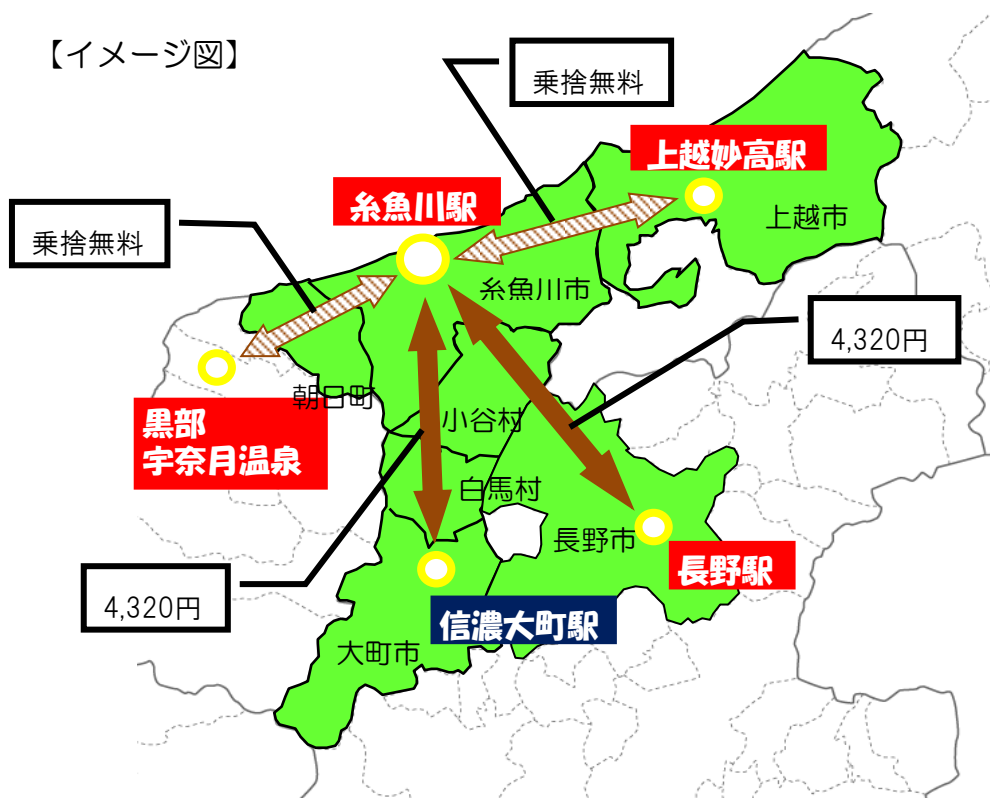 【イメージ図】
乗捨無料
上越妙高駅
糸魚川駅
上越市
乗捨無料
糸魚川市
4,320円
朝日町
小谷村
黒部
宇奈月温泉
白馬村
長野市
長野駅
4,320円
信濃大町駅
大町市